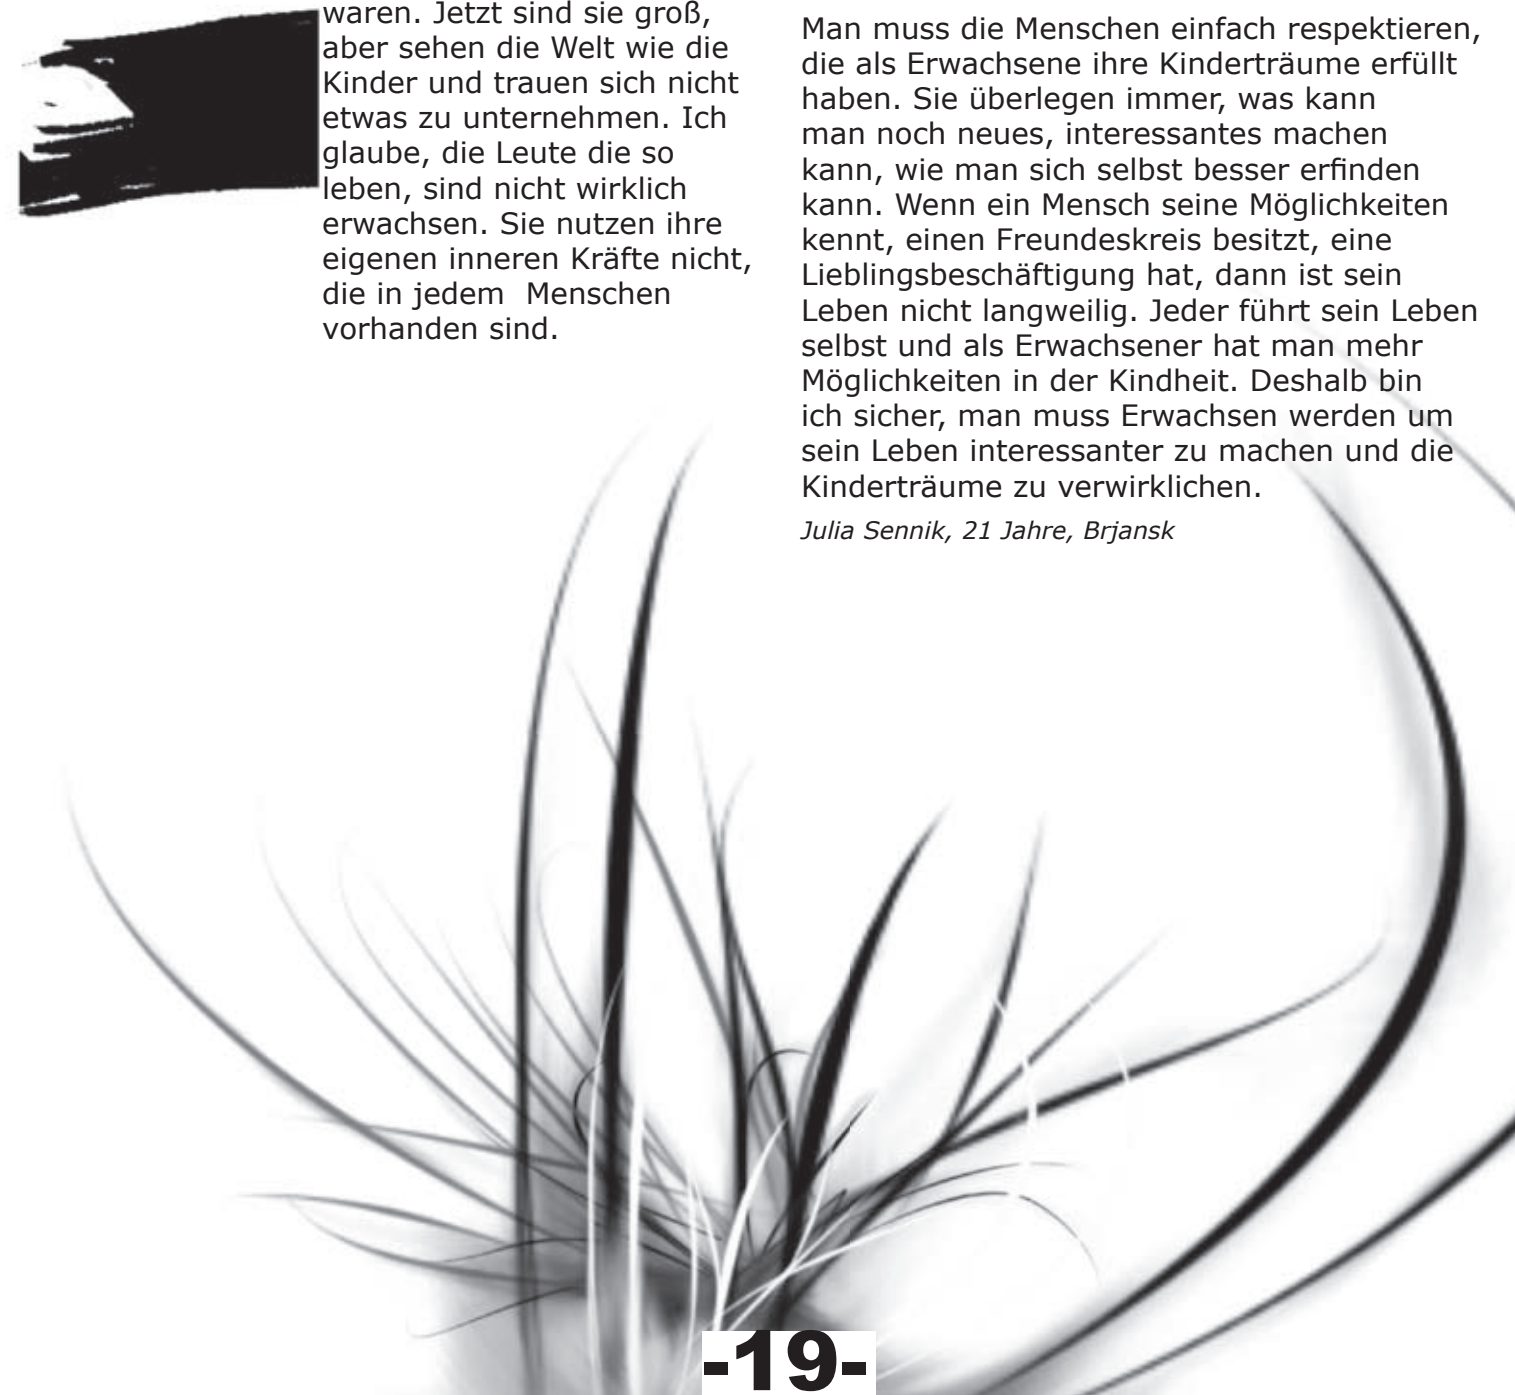 waren. Jetzt sind sie groß,
aber sehen die Welt wie die
Kinder und trauen sich nicht
etwas zu unternehmen. Ich
glaube, die Leute die so
leben, sind nicht wirklich
erwachsen. Sie nutzen ihre
eigenen inneren Kräfte nicht,
die in jedem  Menschen
vorhanden sind.
Man muss die Menschen einfach respektieren,
die als Erwachsene ihre Kinderträume erfüllt
haben. Sie überlegen immer, was kann
man noch neues, interessantes machen
kann, wie man sich selbst besser erfinden
kann. Wenn ein Mensch seine Möglichkeiten
kennt, einen Freundeskreis besitzt, eine
Lieblingsbeschäftigung hat, dann ist sein
Leben nicht langweilig. Jeder führt sein Leben
selbst und als Erwachsener hat man mehr
Möglichkeiten in der Kindheit. Deshalb bin
ich sicher, man muss Erwachsen werden um
sein Leben interessanter zu machen und die
Kinderträume zu verwirklichen.
Julia Sennik, 21 Jahre, Brjansk
-19-